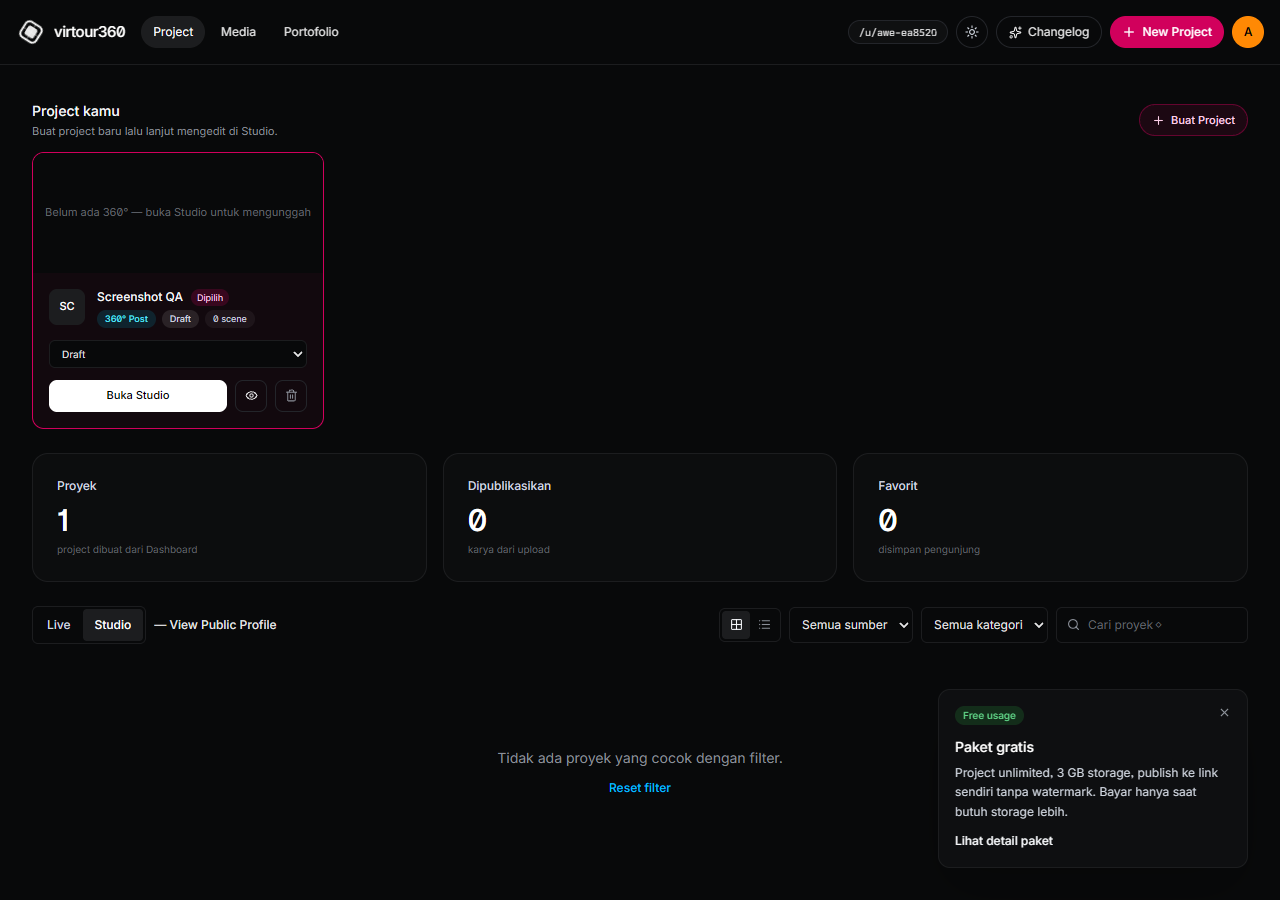 virtour360
Project
Media
Portofolio
/u/awe-ea8520
Changelog
New Project
A
Project kamu
Buat project baru lalu lanjut mengedit di Studio.
Buat Project
Belum ada 360° — buka Studio untuk mengunggah
SC
Screenshot QA
Dipilih
360° Post
Draft
0 scene
Draft
Buka Studio
Proyek
1
project dibuat dari Dashboard
Dipublikasikan
0
karya dari upload
Favorit
0
disimpan pengunjung
Live
Studio
— View Public Profile
Semua sumber
Semua kategori
Cari proyek◇
Tidak ada proyek yang cocok dengan filter.
Reset filter
Free usage
Paket gratis
Project unlimited, 3 GB storage, publish ke link
sendiri tanpa watermark. Bayar hanya saat
butuh storage lebih.
Lihat detail paket